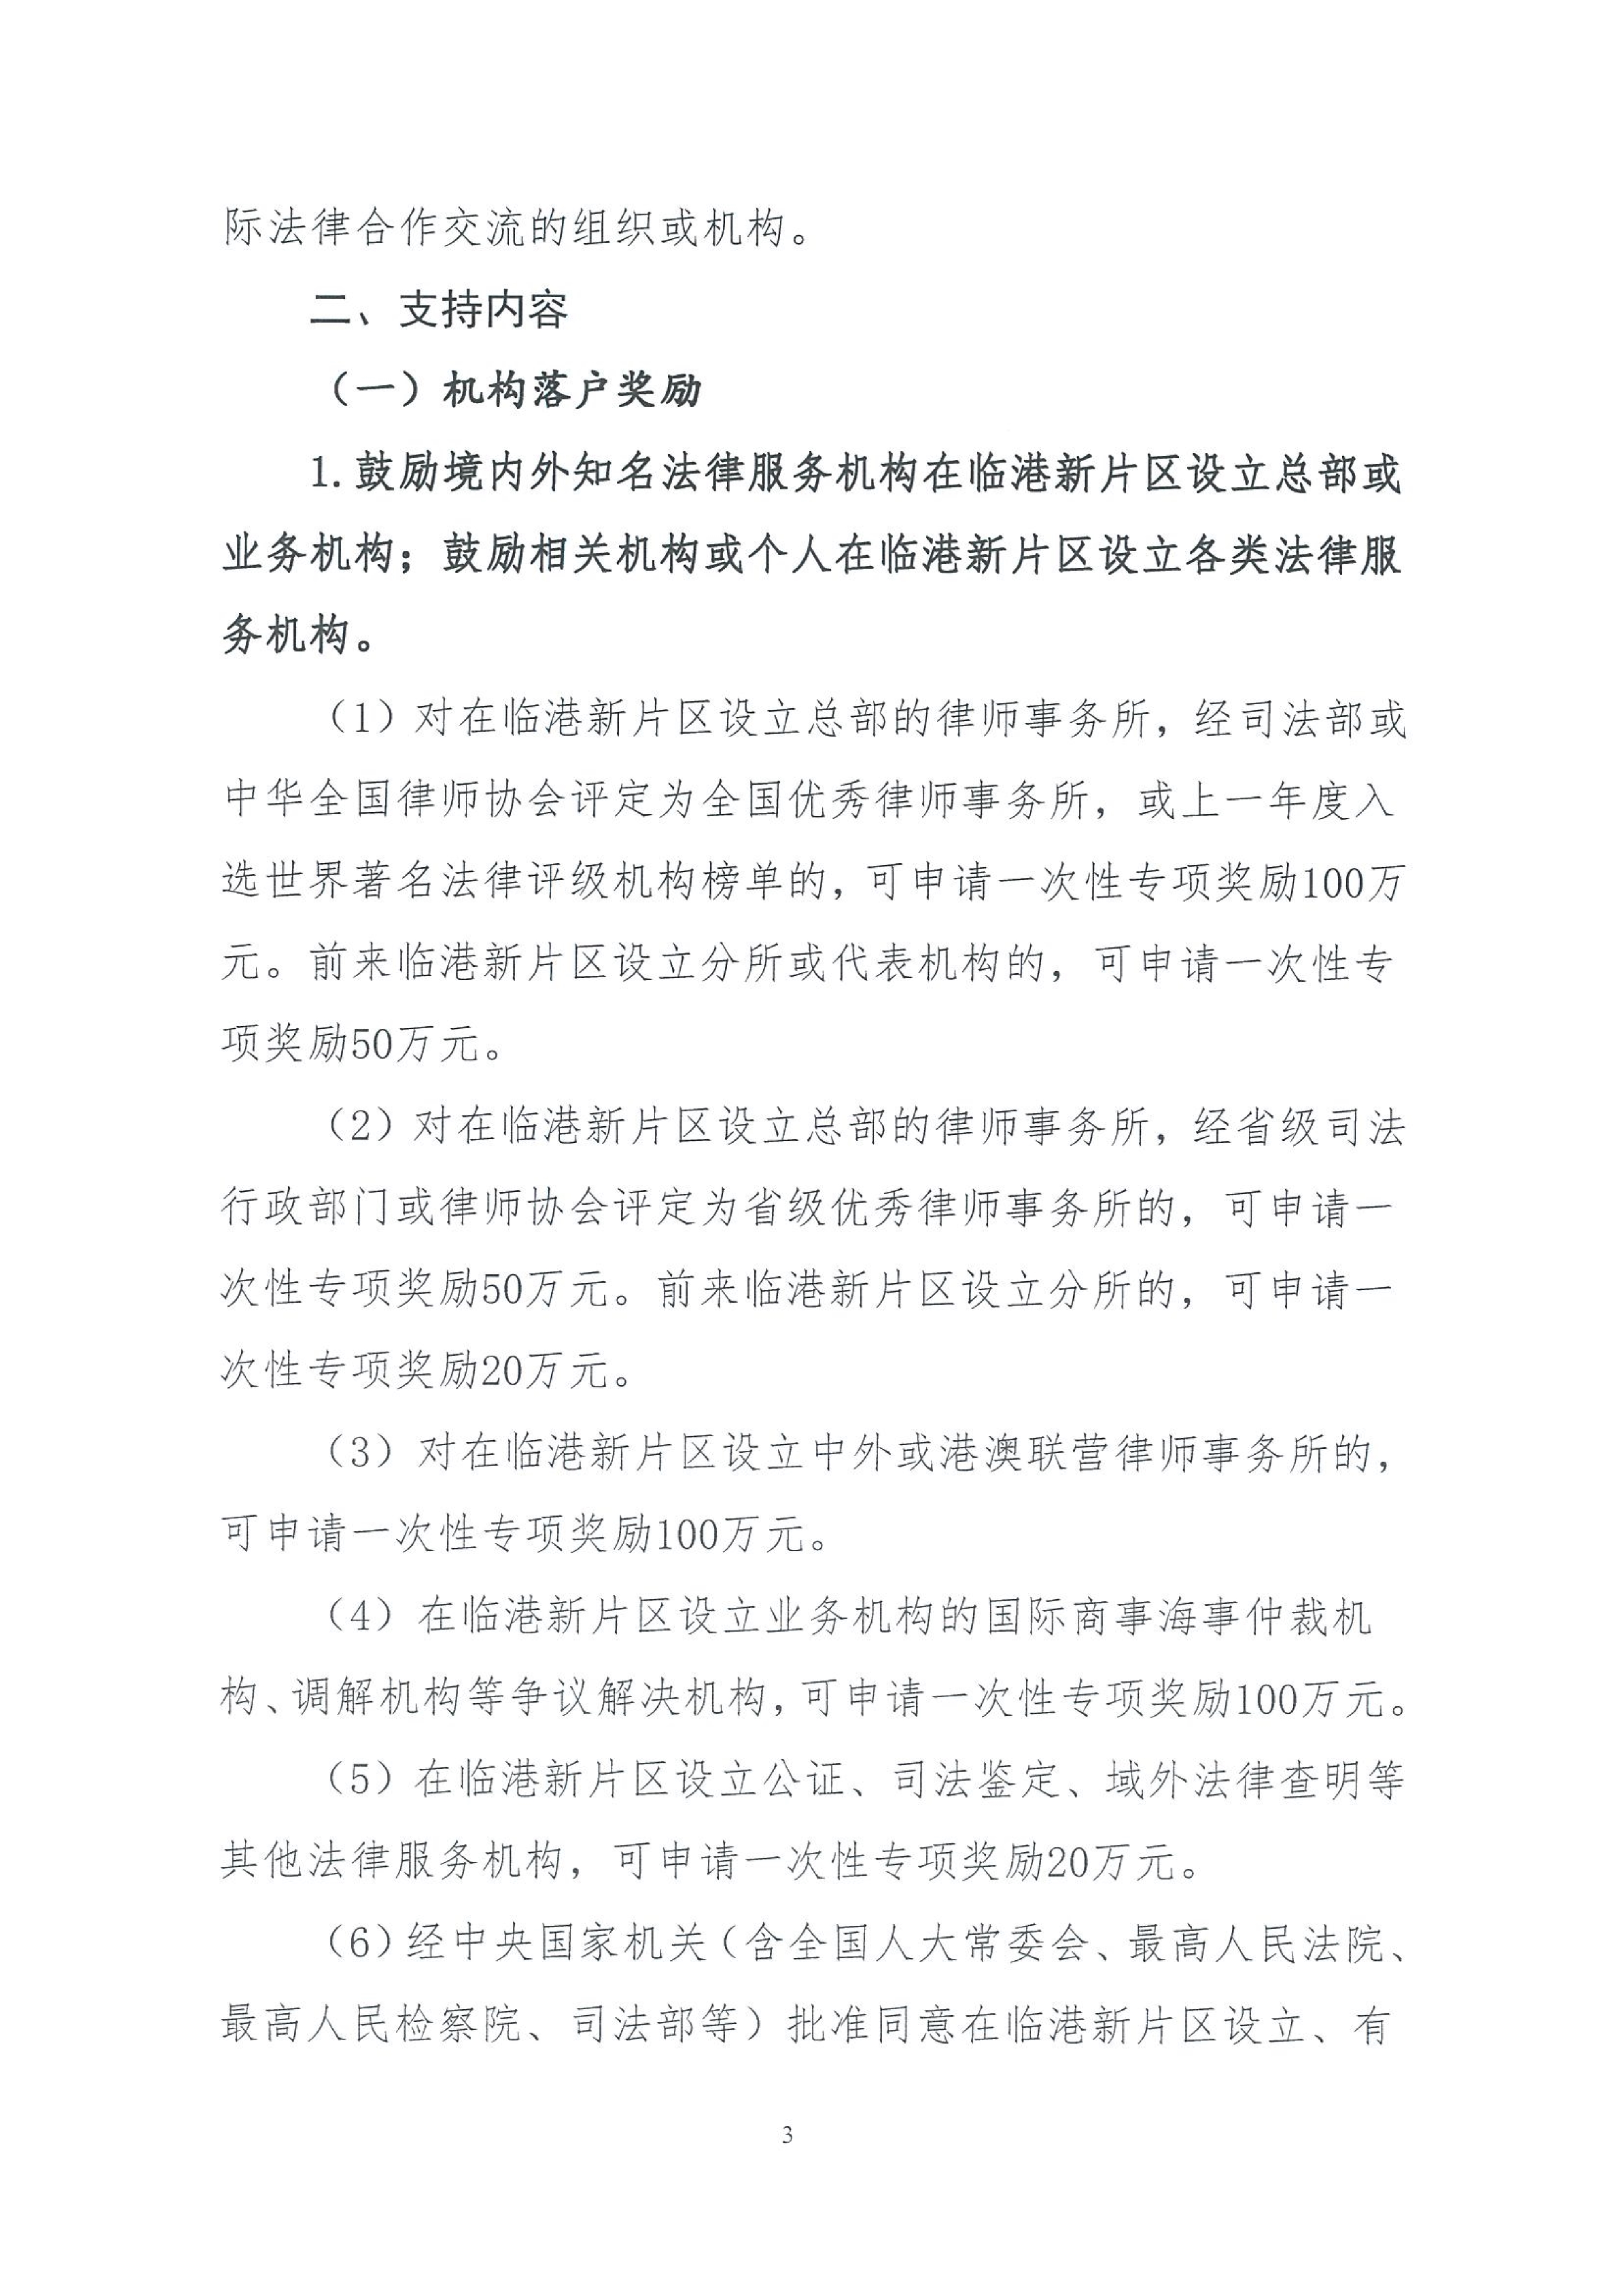 际法律合作交流的组织或机构。
二、支持内容
（一）机构落户奖励
1.鼓励境内外知名法律服务机构在临港新片区设立总部或
业务机构；鼓励相关机构或个人在临港新片区设立各类法律服
务机构。
（1）对在临港新片区设立总部的律师事务所，经司法部或
中华全国律师协会评定为全国优秀律师事务所，或上一年度入
选世界著名法律评级机构榜单的，可申请一次性专项奖励100万
元。前来临港新片区设立分所或代表机构的，可申请一次性专
项奖励50万元。
（2）对在临港新片区设立总部的律师事务所，经省级司法
行政部门或律师协会评定为省级优秀律师事务所的，可申请一
次性专项奖励50万元。前来临港新片区设立分所的，可申请一
次性专项奖励20万元。
（3）对在临港新片区设立中外或港澳联营律师事务所的，
可申请一次性专项奖励100万元。
（4）在临港新片区设立业务机构的国际商事海事仲裁机
构、调解机构等争议解决机构，可申请一次性专项奖励100万元。
（5）在临港新片区设立公证、司法鉴定、域外法律查明等
其他法律服务机构，可申请一次性专项奖励20万元。
（6）经中央国家机关（含全国人大常委会、最高人民法院、
最高人民检察院、司法部等）批准同意在临港新片区设立、有
3